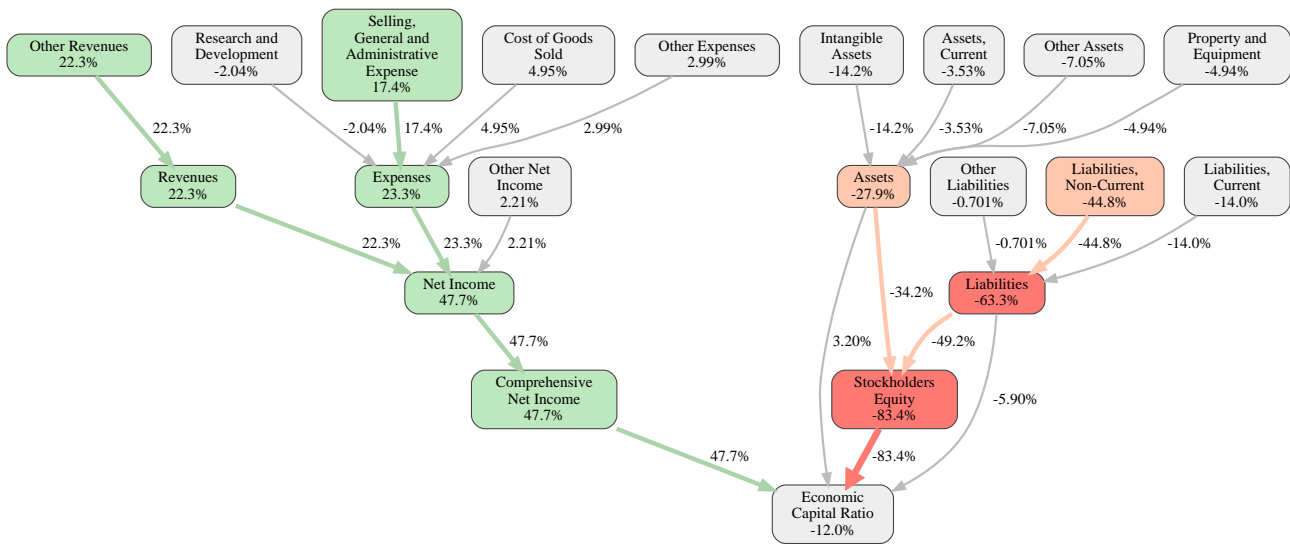 Other Revenues
22.3%
Research and
Development
-2.04%
Selling,
General and
Administrative
Expense
17.4%
Cost of Goods
Sold
4.95%
Other Expenses
2.99%
Intangible
Assets
-14.2%
Assets,
Current
-3.53%
Other Assets
-7.05%
Property and
Equipment
-4.94%
22.3%
-2.04%
17.4%
4.95%
2.99%
-14.2%
-3.53%
-7.05%
-4.94%
Revenues
22.3%
Expenses
23.3%
Other Net
Income
2.21%
Assets
-27.9%
Other
Liabilities
-0.701%
Liabilities,
Non-Current
-44.8%
Liabilities,
Current
-14.0%
22.3%
23.3%
2.21%
-0.701%
-44.8%
-14.0%
Net Income
47.7%
-34.2%
Liabilities
-63.3%
47.7%
3.20%
-49.2%
Comprehensive
Net Income
47.7%
Stockholders
Equity
-83.4%
-5.90%
47.7%
-83.4%
Economic
Capital Ratio
-12.0%